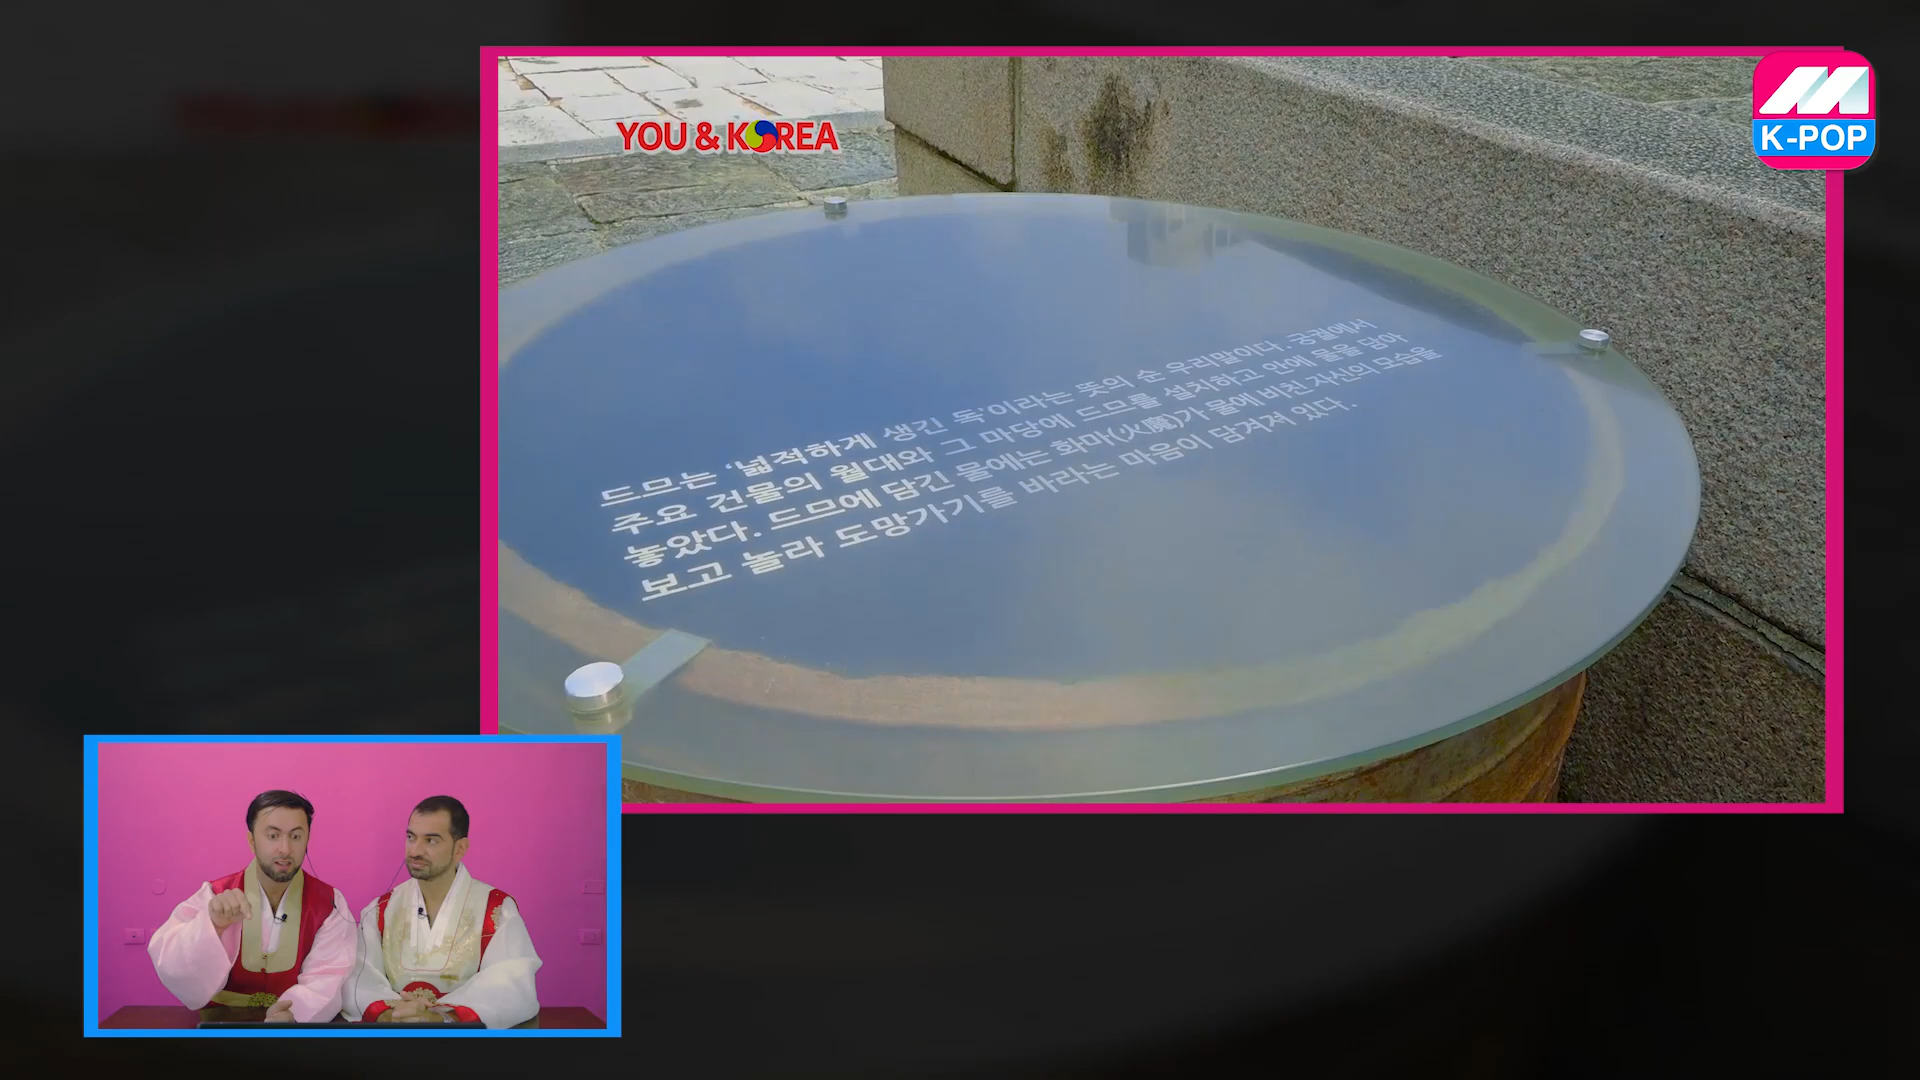 YOU & KOREA
M
K-POP
드므는 ‘넓적하게 생긴 독’이라는 뜻의 순 우리말이다. 궁궐에서
주요 건물의 월대와 그 마당에 드므를 설치하고 안에 물을 담아
놓았다. 드므에 담긴 물에는 화마(火魔)가 물에 비친 자신의 모습을
보고 놀라 도망가기를 바라는 마음이 담겨져 있다.